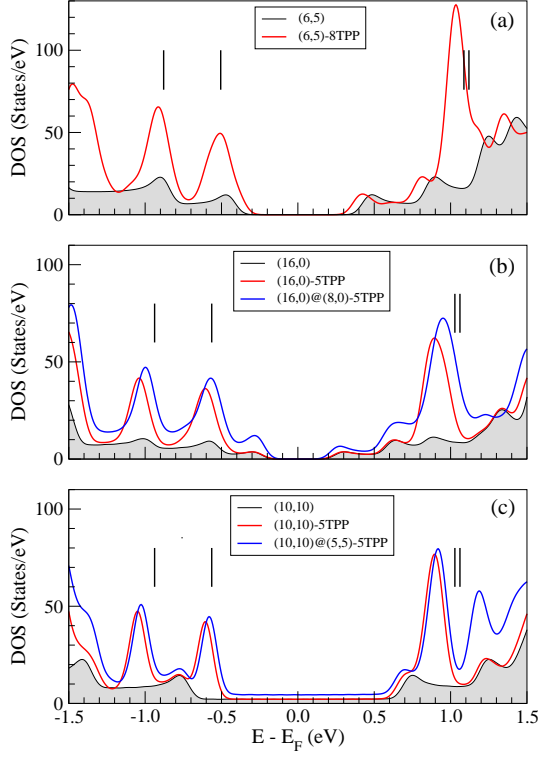 (a)
(6,5)
(6,5)-8TPP
DOS (States/eV)
100
50
0
(b)
(16,0)
(16,0)-5TPP
(16,0)@(8,0)-5TPP
DOS (States/eV)
100
50
0
(c)
(10,10)
(10,10)-5TPP
(10,10)@(5,5)-5TPP
DOS (States/eV)
100
50
0
-1.5 -1.0 -0.5 0.0 0.5 1.0 1.5
E - E_F (eV)